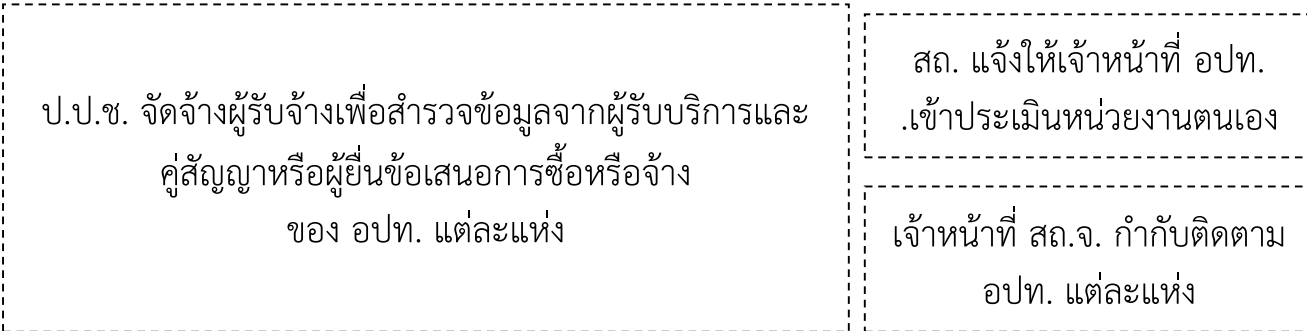 ป.ป.ช. จัดจ้างผู้รับจ้างเพื่อสำรวจข้อมูลจากผู้รับบริการและ
คู่สัญญาหรือผู้ยื่นข้อเสนอการซื้อหรือจ้าง
ของ อปท. แต่ละแห่ง
สถ. แจ้งให้เจ้าหน้าที่ อปท.
.เข้าประเมินหน่วยงานตนเอง
เจ้าหน้าที่ สถ.จ. กำกับติดตาม
อปท. แต่ละแห่ง